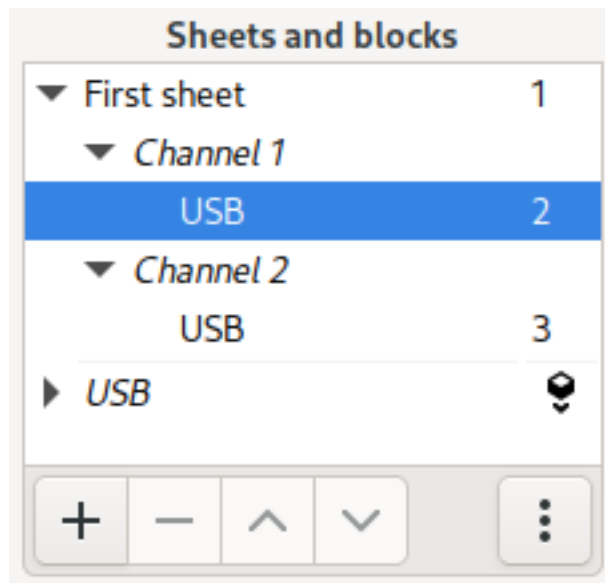 Sheets and blocks
First sheet 1
Channel 1
USB 2
Channel 2
USB 3
USB